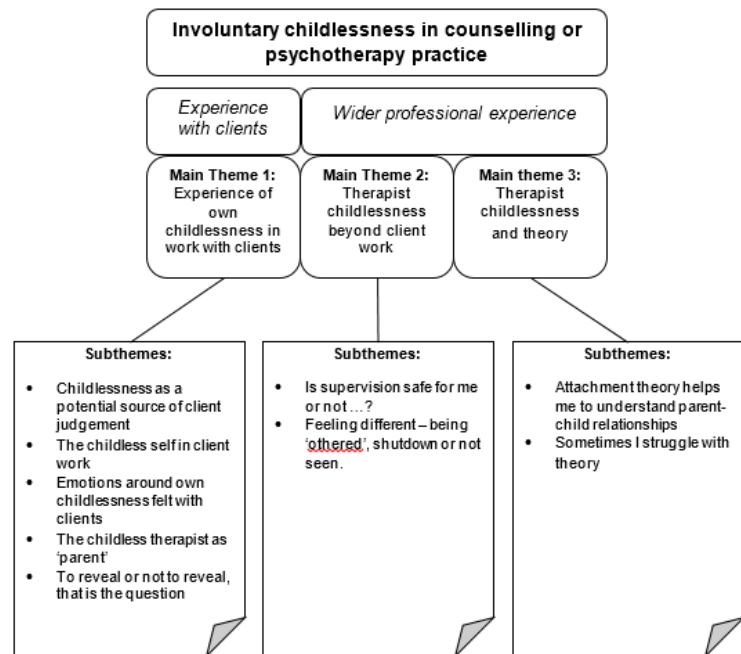 Involuntary childlessness in counselling or
psychotherapy practice
Experience
with clients
Wider professional experience
Main Theme 1:
Experience of
own
childlessness in
work with clients
Main Theme 2:
Therapist
childlessness
beyond client
work
Main theme 3:
Therapist
childlessness
and theory
Subthemes:
• Childlessness as a
potential source of client
judgement
• The childless self in client
work
• Emotions around own
childlessness felt with
clients
• The childless therapist as
‘parent’
• To reveal or not to reveal,
that is the question
Subthemes:
• Is supervision safe for me
or not …?
• Feeling different – being
‘othered’, shutdown or not
seen.
Subthemes:
• Attachment theory helps
me to understand parent-
child relationships
• Sometimes I struggle with
theory